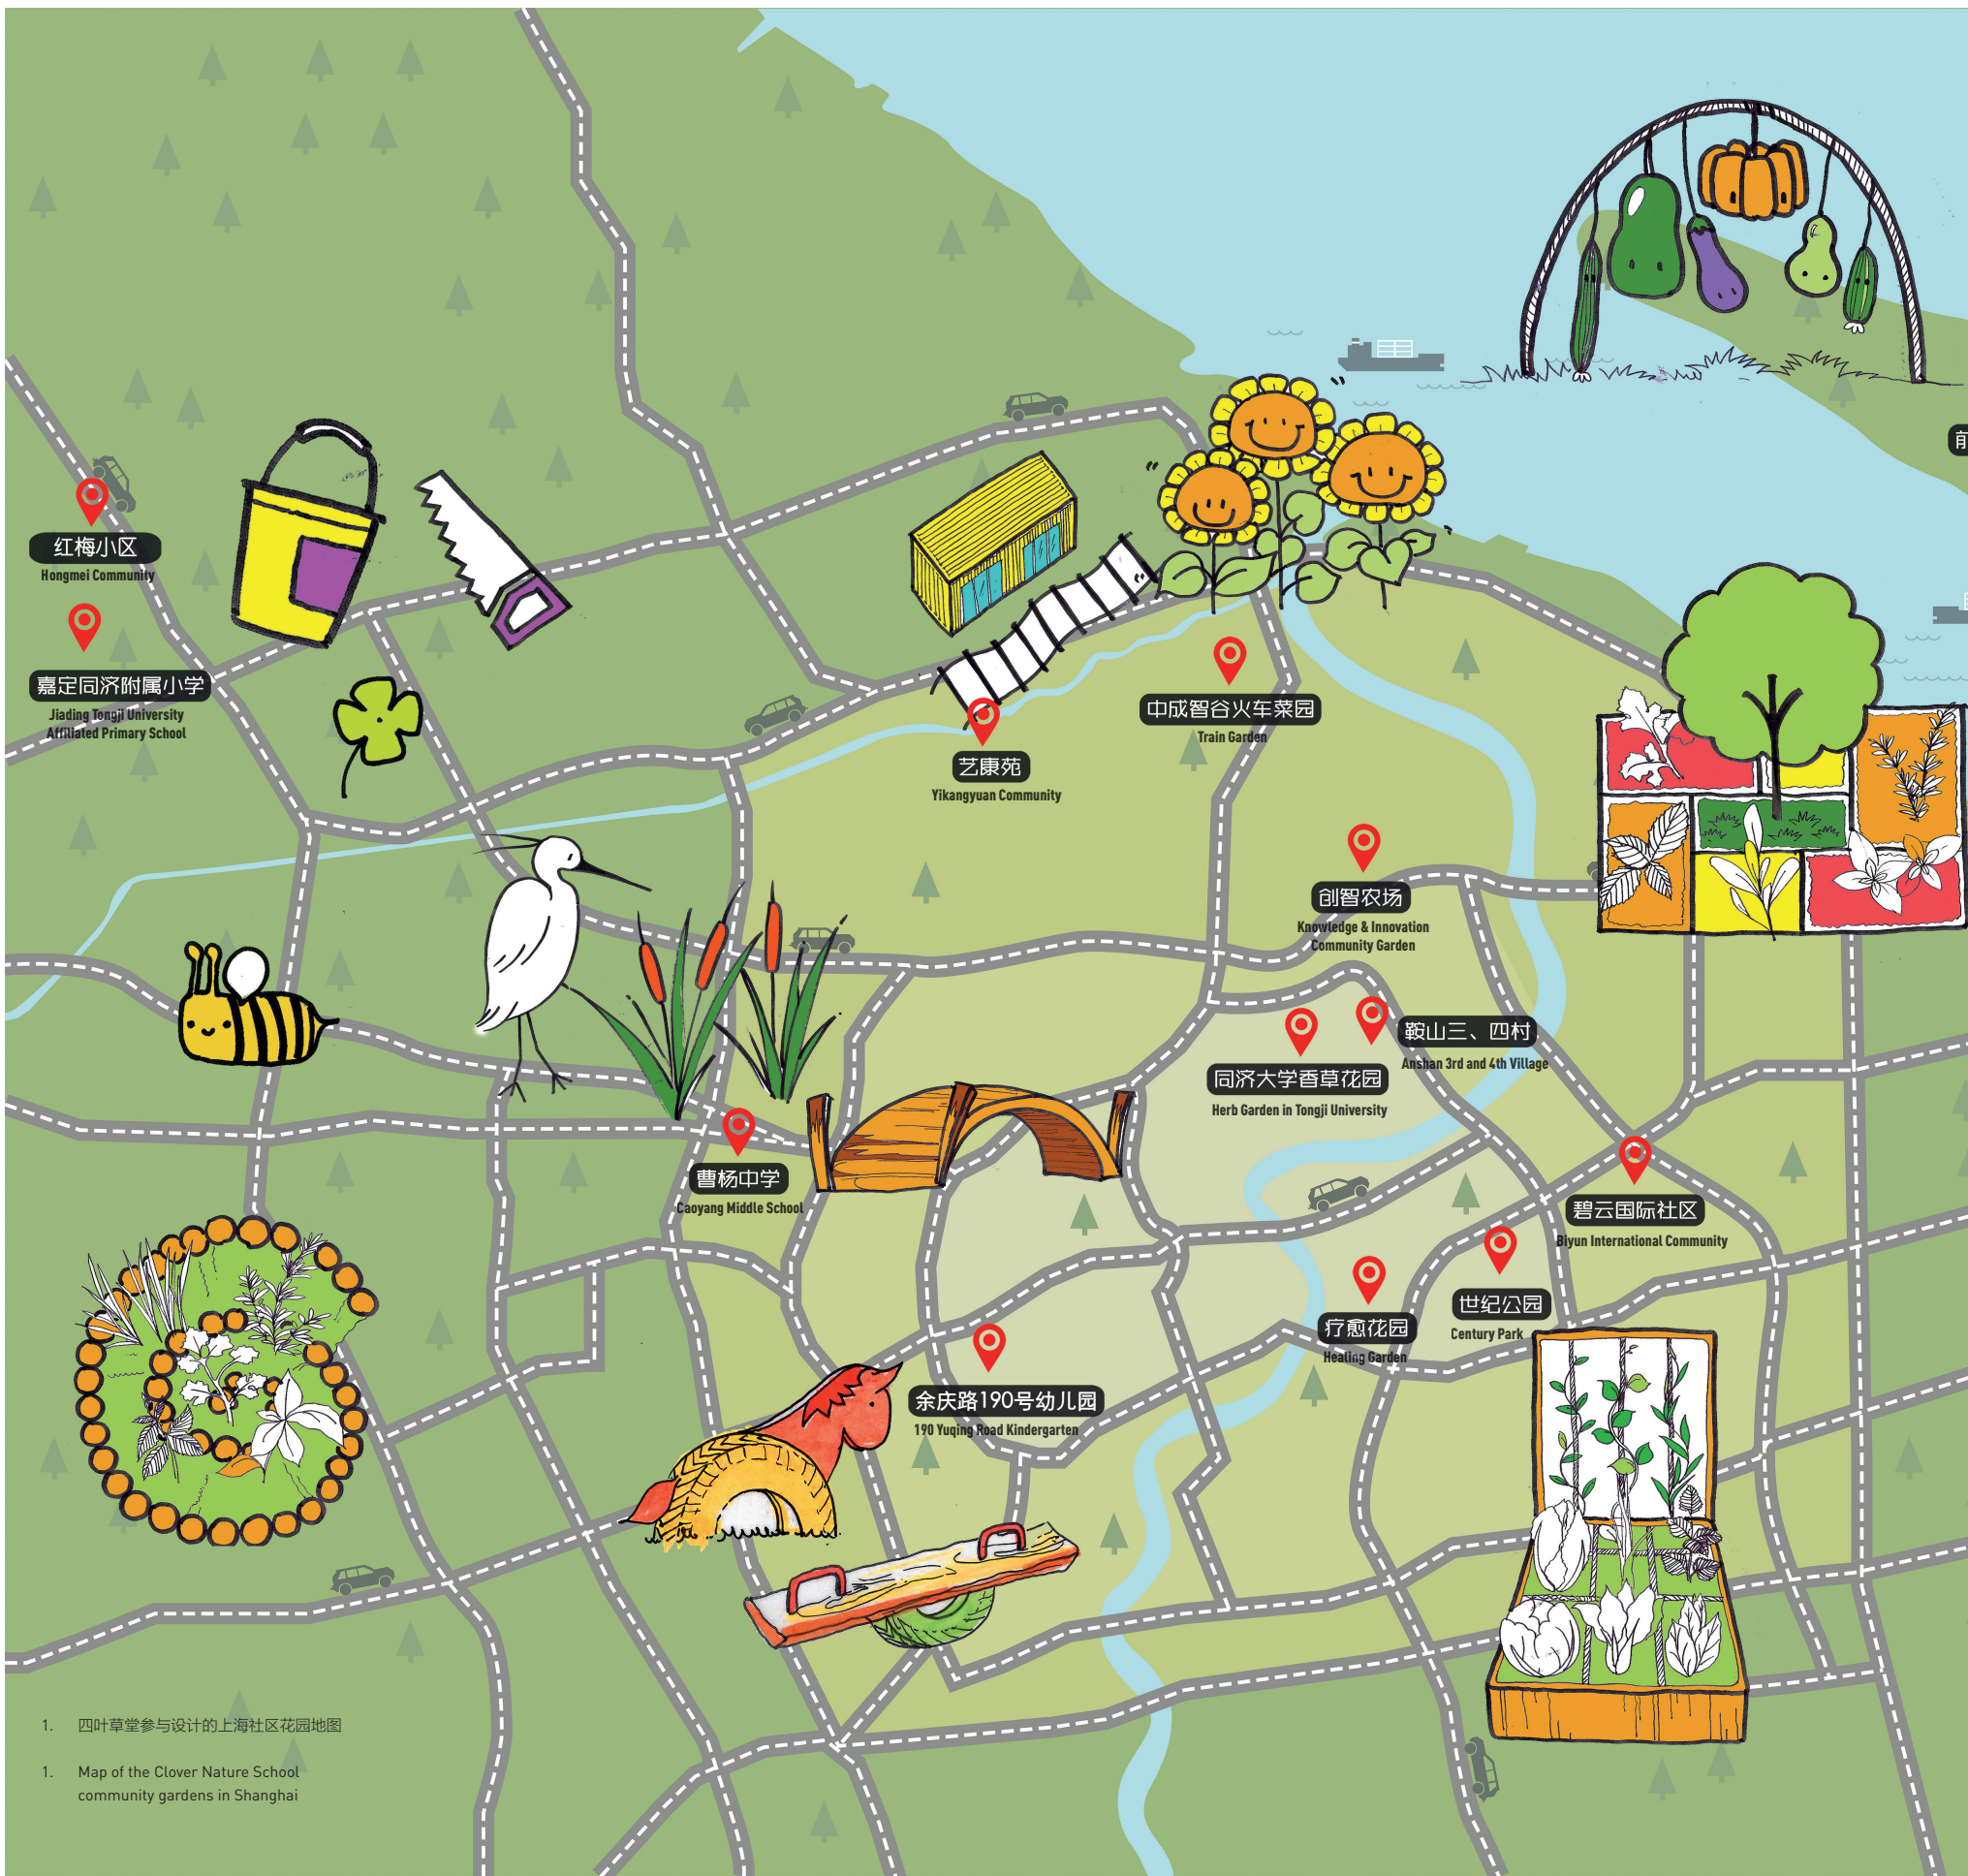 前
红梅小区
Hongmei Community
嘉定同济附属小学
Jiading Tongji University
Affiliated Primary School
中成智谷火车菜园
Train Garden
艺康苑
Yikangyuan Community
创智农场
Knowledge & Innovation
Community Garden
鞍山三、四村
Anshan 3rd and 4th Village
同济大学香草花园
Herb Garden in Tongji University
曹杨中学
Caoyang Middle School
碧云国际社区
Biyun International Community
世纪公园
Century Park
疗愈花园
Healing Garden
余庆路190号幼儿园
190 Yuqing Road Kindergarten
1. 四叶草堂参与设计的上海社区花园地图
1. Map of the Clover Nature School
community gardens in Shanghai